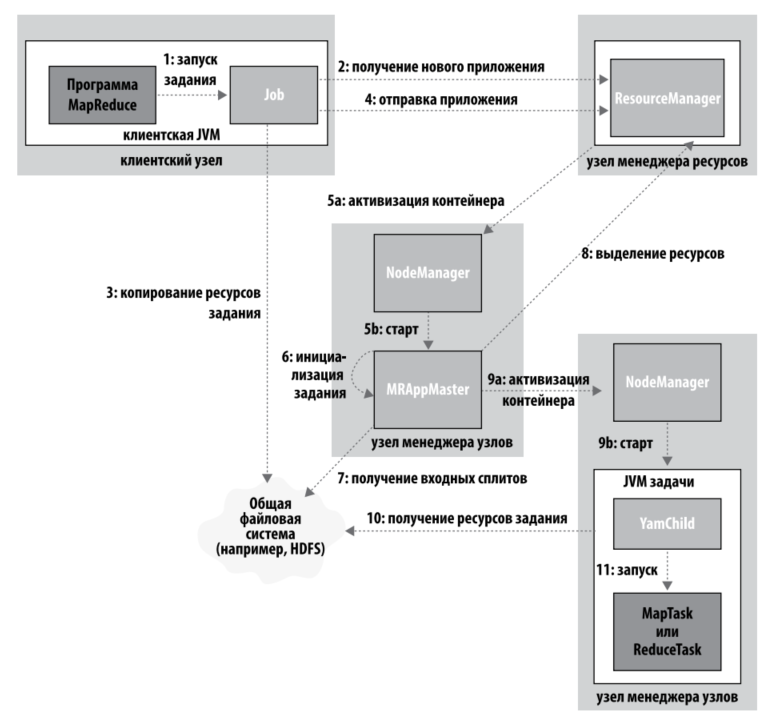 1: запуск
задания
Программа
MapReduce
Job
клиентская JVM
клиентский узел
2: получение нового приложения
4: отправка приложения
ResourceManager
узел менеджера ресурсов
5a: активизация контейнера
8: выделение ресурсов
3: копирование ресурсов
задания
NodeManager
5b: старт
6: инициа-
лизация
задания
MRAppMaster
узел менеджера узлов
9a: активизация
контейнера
NodeManager
9b: старт
7: получение входных сплитов
Общая
файловая
система
(например, HDFS)
10: получение ресурсов задания
JVM задачи
YamChild
11: запуск
MapTask
или
ReduceTask
узел менеджера узлов